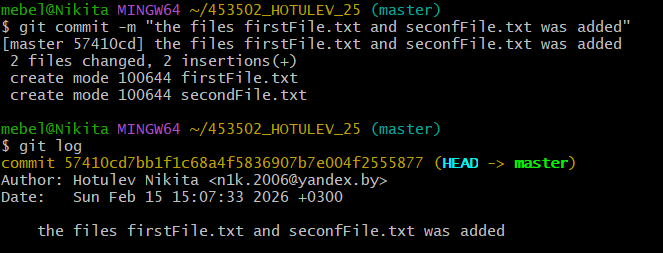 mebel@Nikita MINGW64 ~/453502_HOTULEV_25 (master)
$ git commit -m "the files firstFile.txt and seconfFile.txt was added"
[master 57410cd] the files firstFile.txt and seconfFile.txt was added
 2 files changed, 2 insertions(+)
 create mode 100644 firstFile.txt
 create mode 100644 secondFile.txt

mebel@Nikita MINGW64 ~/453502_HOTULEV_25 (master)
$ git log
commit 57410cd7bb1f1c68a4f5836907b7e004f2555877 (HEAD -> master)
Author: Hotulev Nikita <n1k.2006@yandex.by>
Date:   Sun Feb 15 15:07:33 2026 +0300

    the files firstFile.txt and seconfFile.txt was added